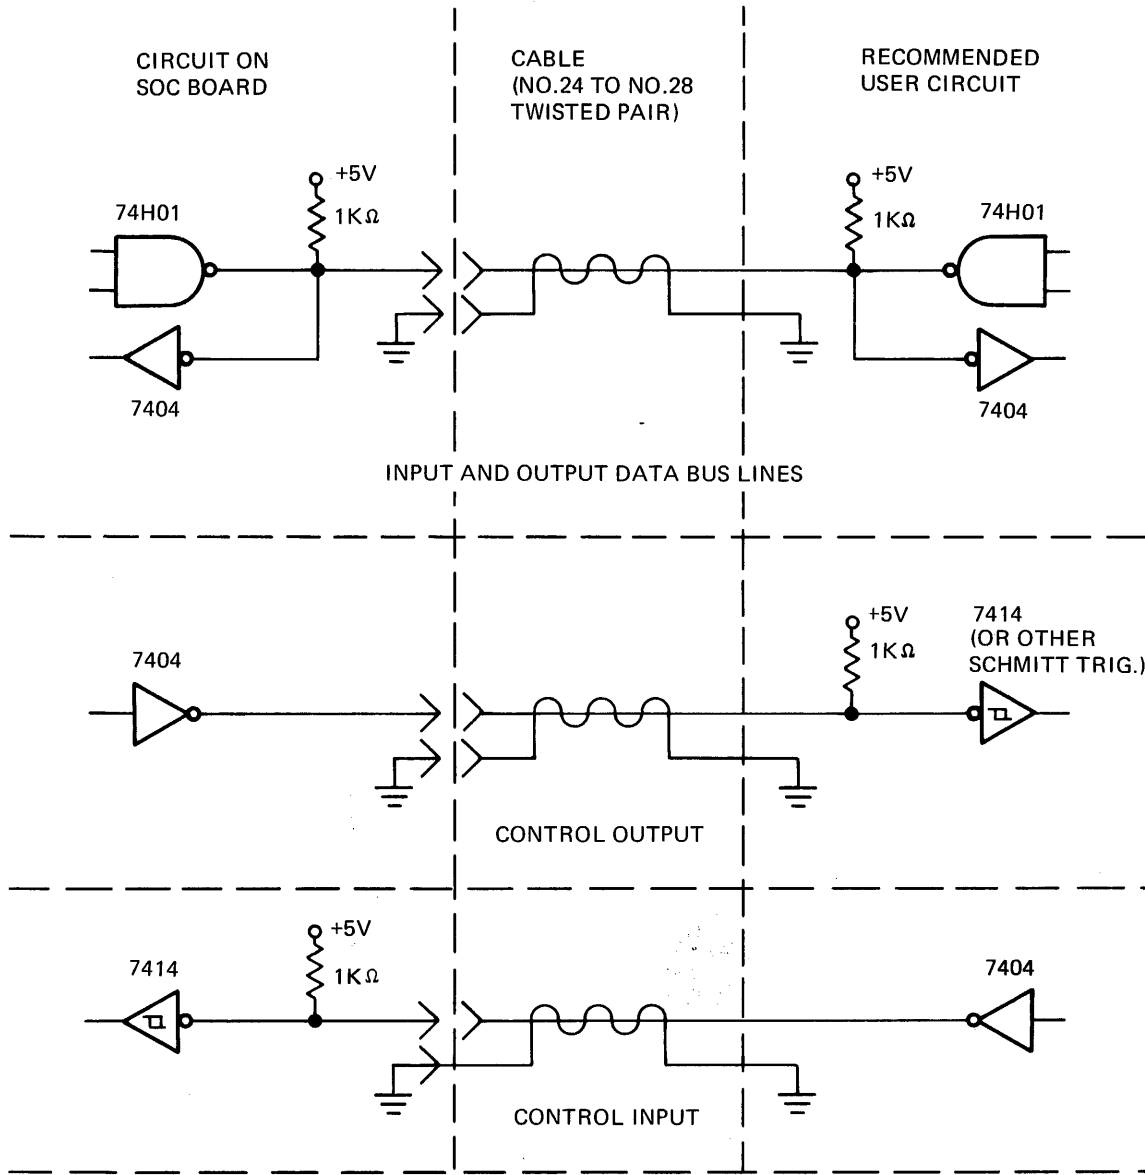 CIRCUIT ON
SOC BOARD
CABLE
(NO.24 TO NO.28
TWISTED PAIR)
RECOMMENDED
USER CIRCUIT
+5V
1KΩ
74H01
7404
+5V
1KΩ
74H01
7404
INPUT AND OUTPUT DATA BUS LINES
7404
+5V
1KΩ
7414
(OR OTHER
SCHMITT TRIG.)
CONTROL OUTPUT
7414
+5V
1KΩ
7404
CONTROL INPUT